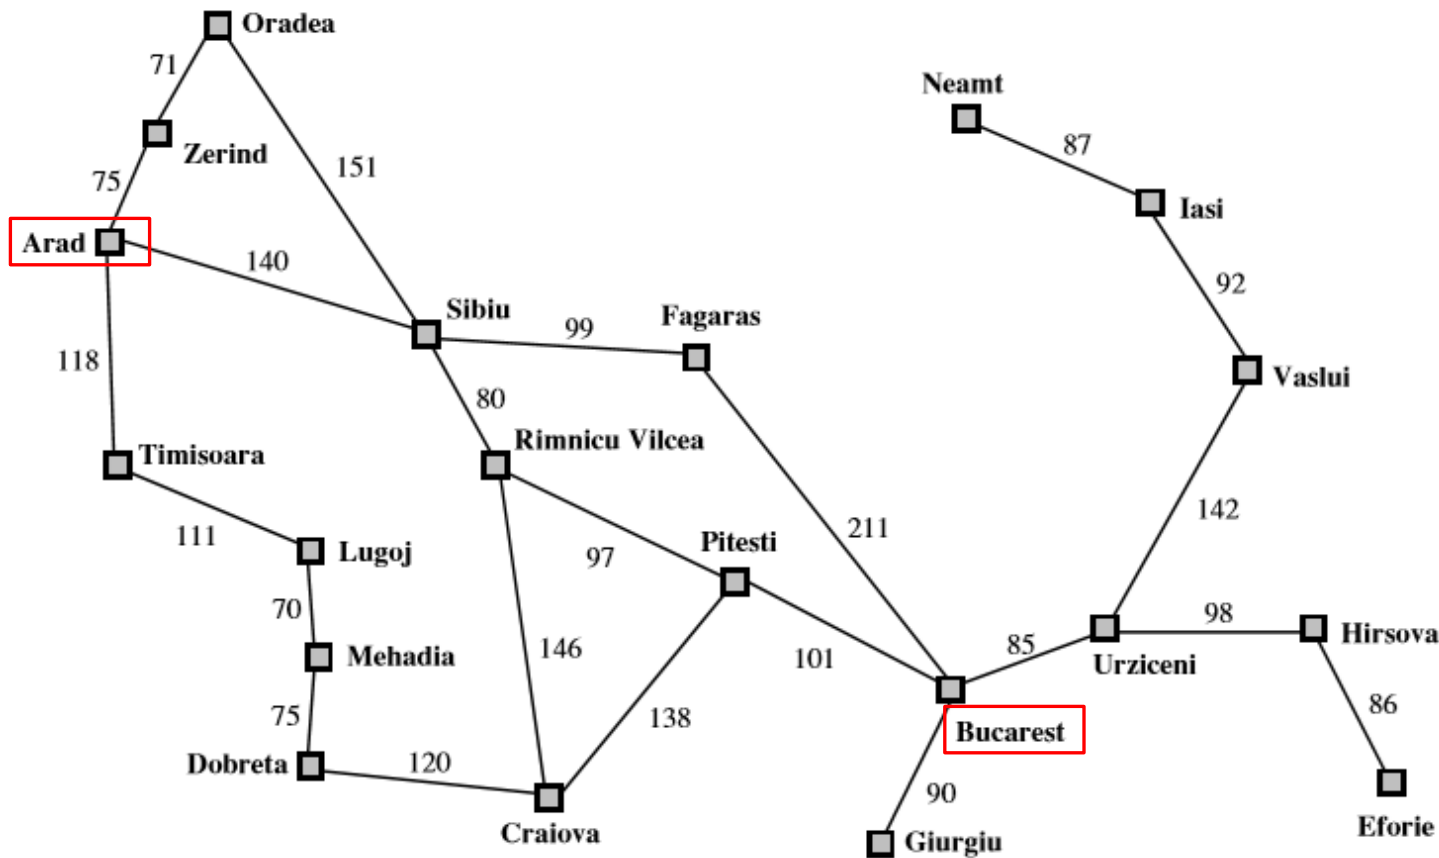 Oradea
71
Neamt
87
Zerind
151
75
Iasi
Arad
140
92
Sibiu
99
Fagaras
118
Vaslui
80
Rimnicu Vilcea
Timisoara
142
111
Lugoj
97
Pitesti
211
70
98
Hirsova
Mehadia
146
101
85
Urziceni
75
138
86
Bucarest
Dobreta
120
90
Craiova
Giurgiu
Eforie